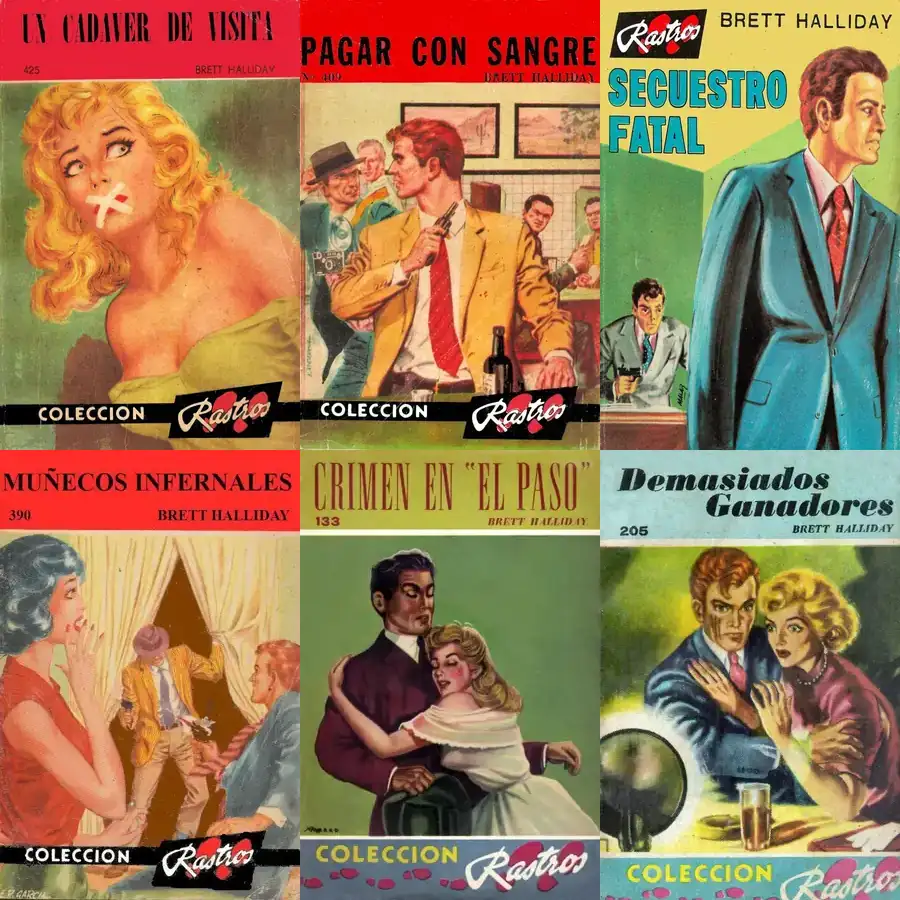 UN CADAVER DE VISITA
425 BRETT HALLIDAY
COLECCION Rastros
PAGAR CON SANGRE
No. 409 BRETT HALLIDAY
COLECCION Rastros
Rastros BRETT HALLIDAY
SECUESTRO
FATAL
MUÑECOS INFERNALES
390 BRETT HALLIDAY
COLECCION Rastros
CRIMEN EN "EL PASO"
133 BRETT HALLIDAY
COLECCION Rastros
Demasiados
Ganadores
205 BRETT HALLIDAY
COLECCION Rastros